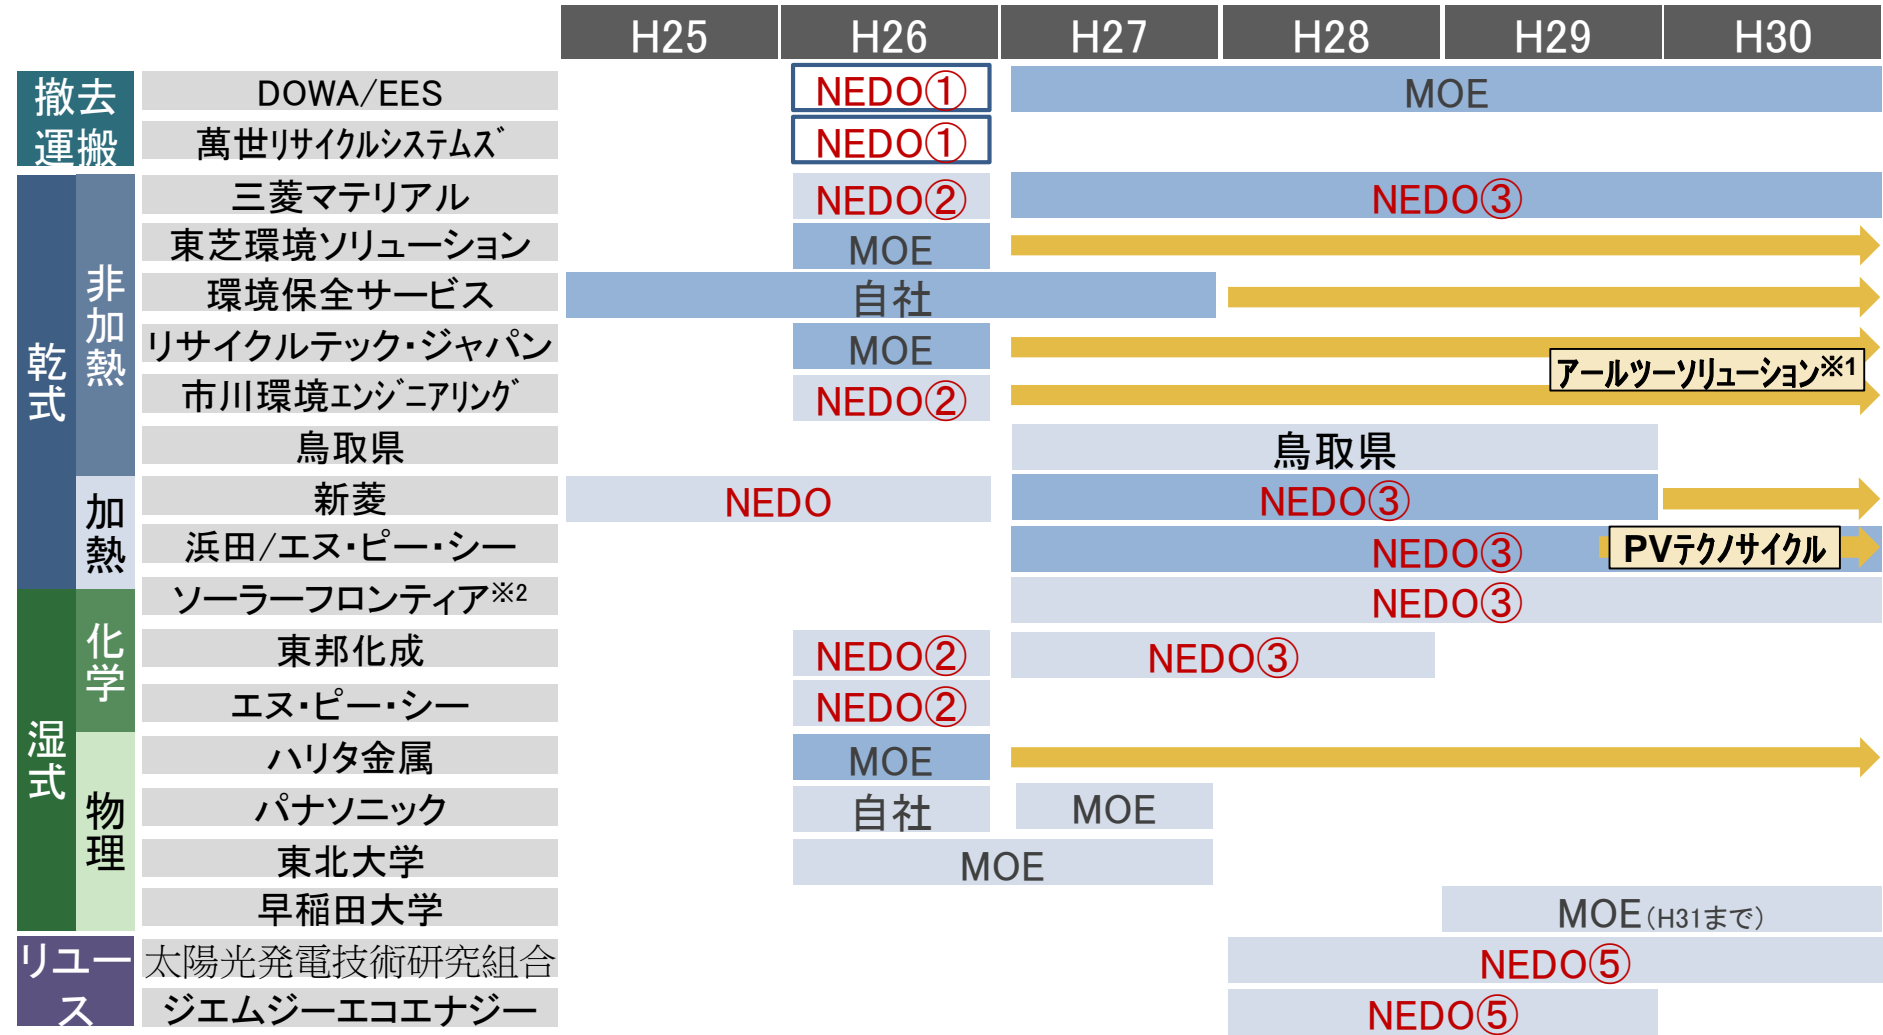 H25 H26 H27 H28 H29 H30
撤去
運搬
DOWA/EES NEDO① MOE
萬世ﾘｻｲｸﾙｼｽﾃﾑｽﾞ NEDO①
乾式
非加熱
三菱マテリアル NEDO② NEDO③
東芝環境ソリューション MOE
環境保全サービス 自社
リサイクルテック・ジャパン MOE
アールツーソリューション※1
市川環境ｴﾝｼﾞﾆｱﾘﾝｸﾞ NEDO②
鳥取県 鳥取県
加熱
新菱 NEDO NEDO③
浜田/エヌ・ピー・シー NEDO③ PVﾃｸﾉｻｲｸﾙ
湿式
化学
ソーラーフロンティア※2 NEDO③
東邦化成 NEDO② NEDO③
エヌ・ピー・シー NEDO②
物理
ハリタ金属 MOE
パナソニック 自社 MOE
東北大学 MOE
早稲田大学 MOE(H31まで)
リユー
ス
太陽光発電技術研究組合 NEDO⑤
ジエムジーエコエナジー NEDO⑤